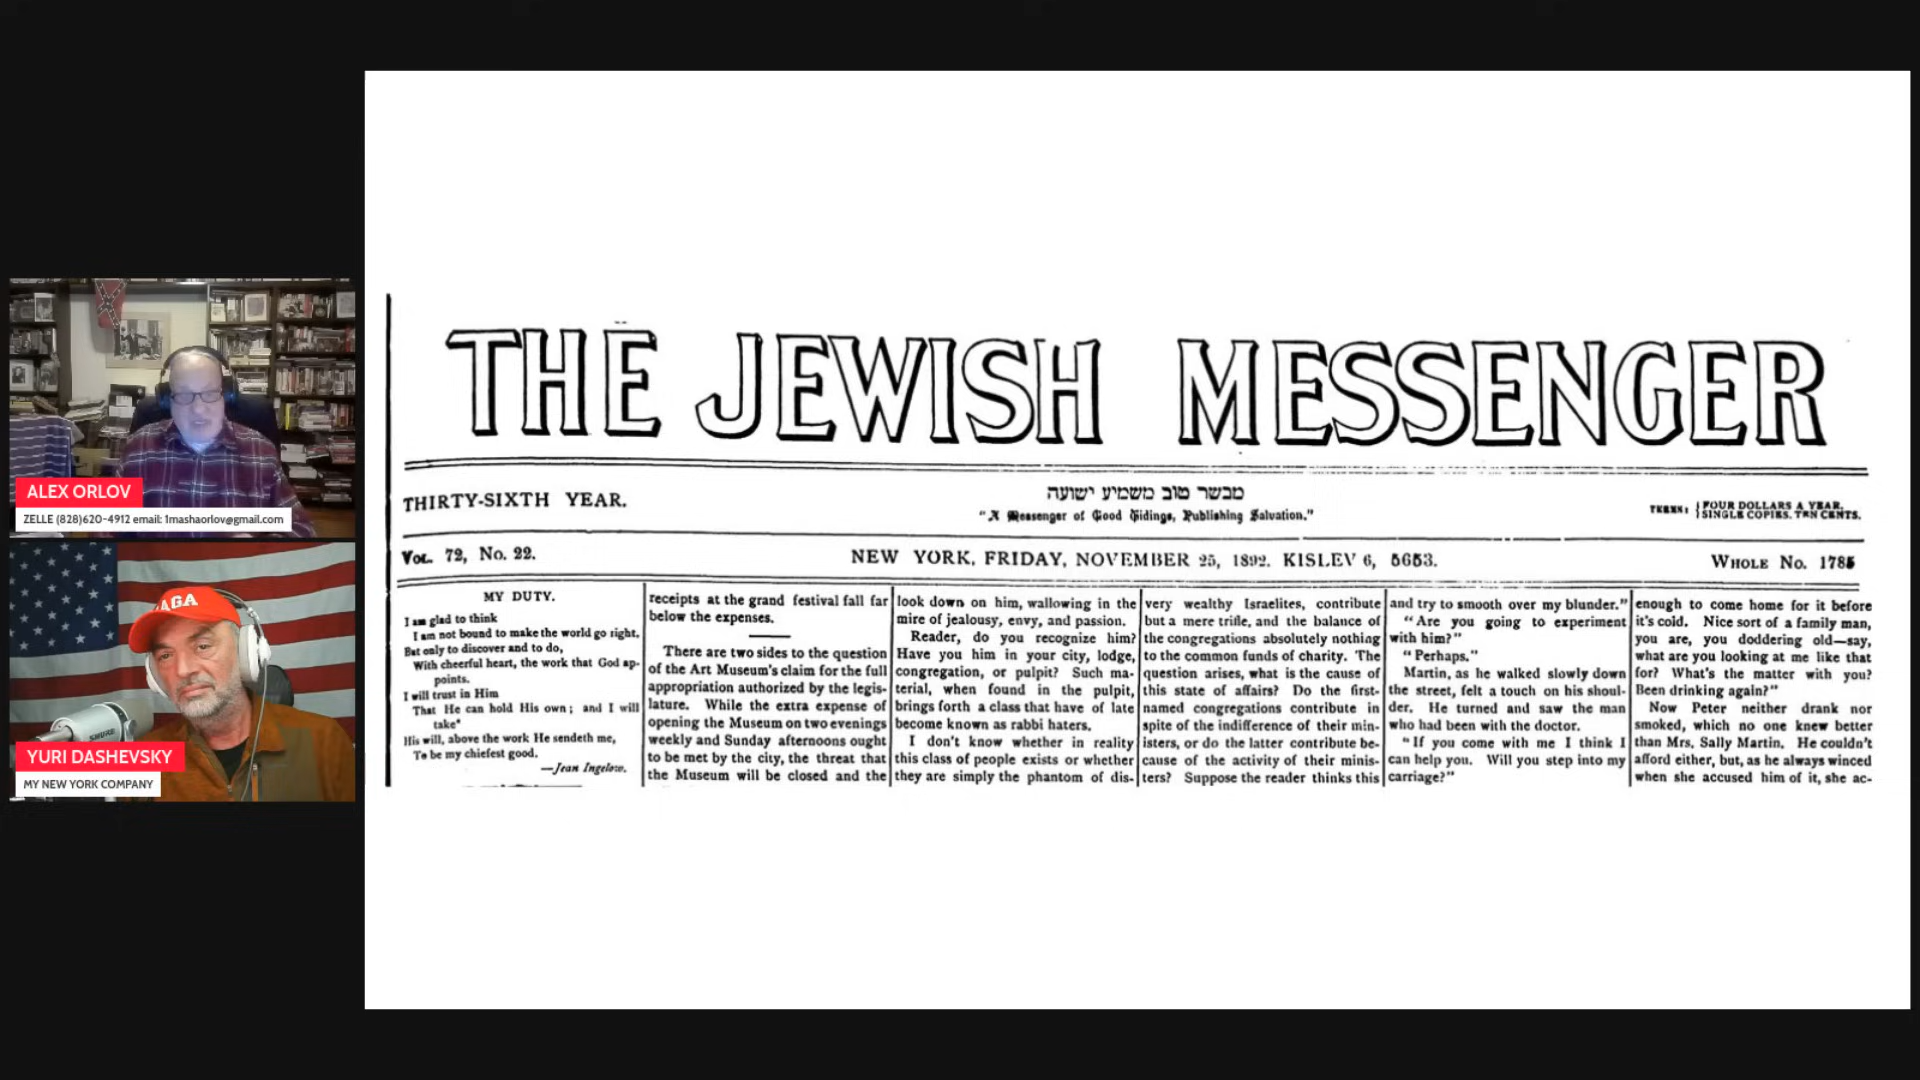 ALEX ORLOV
ZELLE (828)620-4912 email: 1mashaorlov@gmail.com
AGA
SHURE
YURI DASHEVSKY
MY NEW YORK COMPANY
THE JEWISH MESSENGER
THIRTY-SIXTH YEAR.
מבשר טוב משמיע ישועה
"A Messenger of Good Tidings, Publishing Salvation."
TERMS: { FOUR DOLLARS A YEAR.
SINGLE COPIES. TEN CENTS.
VOL. 72, No. 22.
NEW YORK, FRIDAY, NOVEMBER 25, 1892. KISLEV 6, 5653.
WHOLE No. 1785
MY DUTY.
I am glad to think
I am not bound to make the world go right,
But only to discover and to do,
With cheerful heart, the work that God ap-
points.
I will trust in Him
That He can hold His own; and I will
take
His will, above the work He sendeth me,
To be my chiefest good.
—Jean Ingelow.
receipts at the grand festival fall far
below the expenses.
There are two sides to the question
of the Art Museum's claim for the full
appropriation authorized by the legis-
lature. While the extra expense of
opening the Museum on two evenings
weekly and Sunday afternoons ought
to be met by the city, the threat that
the Museum will be closed and the
look down on him, wallowing in the
mire of jealousy, envy, and passion.
Reader, do you recognize him?
Have you him in your city, lodge,
congregation, or pulpit? Such ma-
terial, when found in the pulpit,
brings forth a class that have of late
become known as rabbi haters.
I don't know whether in reality
this class of people exists or whether
they are simply the phantom of dis-
very wealthy Israelites, contribute
but a mere trifle, and the balance of
the congregations absolutely nothing
to the common funds of charity. The
question arises, what is the cause of
this state of affairs? Do the first-
named congregations contribute in
spite of the indifference of their min-
isters, or do the latter contribute be-
cause of the activity of their minis-
ters? Suppose the reader thinks this
and try to smooth over my blunder."
"Are you going to experiment
with him?"
"Perhaps."
Martin, as he walked slowly down
the street, felt a touch on his shoul-
der. He turned and saw the man
who had been with the doctor.
"If you come with me I think I
can help you. Will you step into my
carriage?"
enough to come home for it before
it's cold. Nice sort of a family man,
you are, you doddering old—say,
what are you looking at me like that
for? What's the matter with you?
Been drinking again?"
Now Peter neither drank nor
smoked, which no one knew better
than Mrs. Sally Martin. He couldn't
afford either, but, as he always winced
when she accused him of it, she ac-